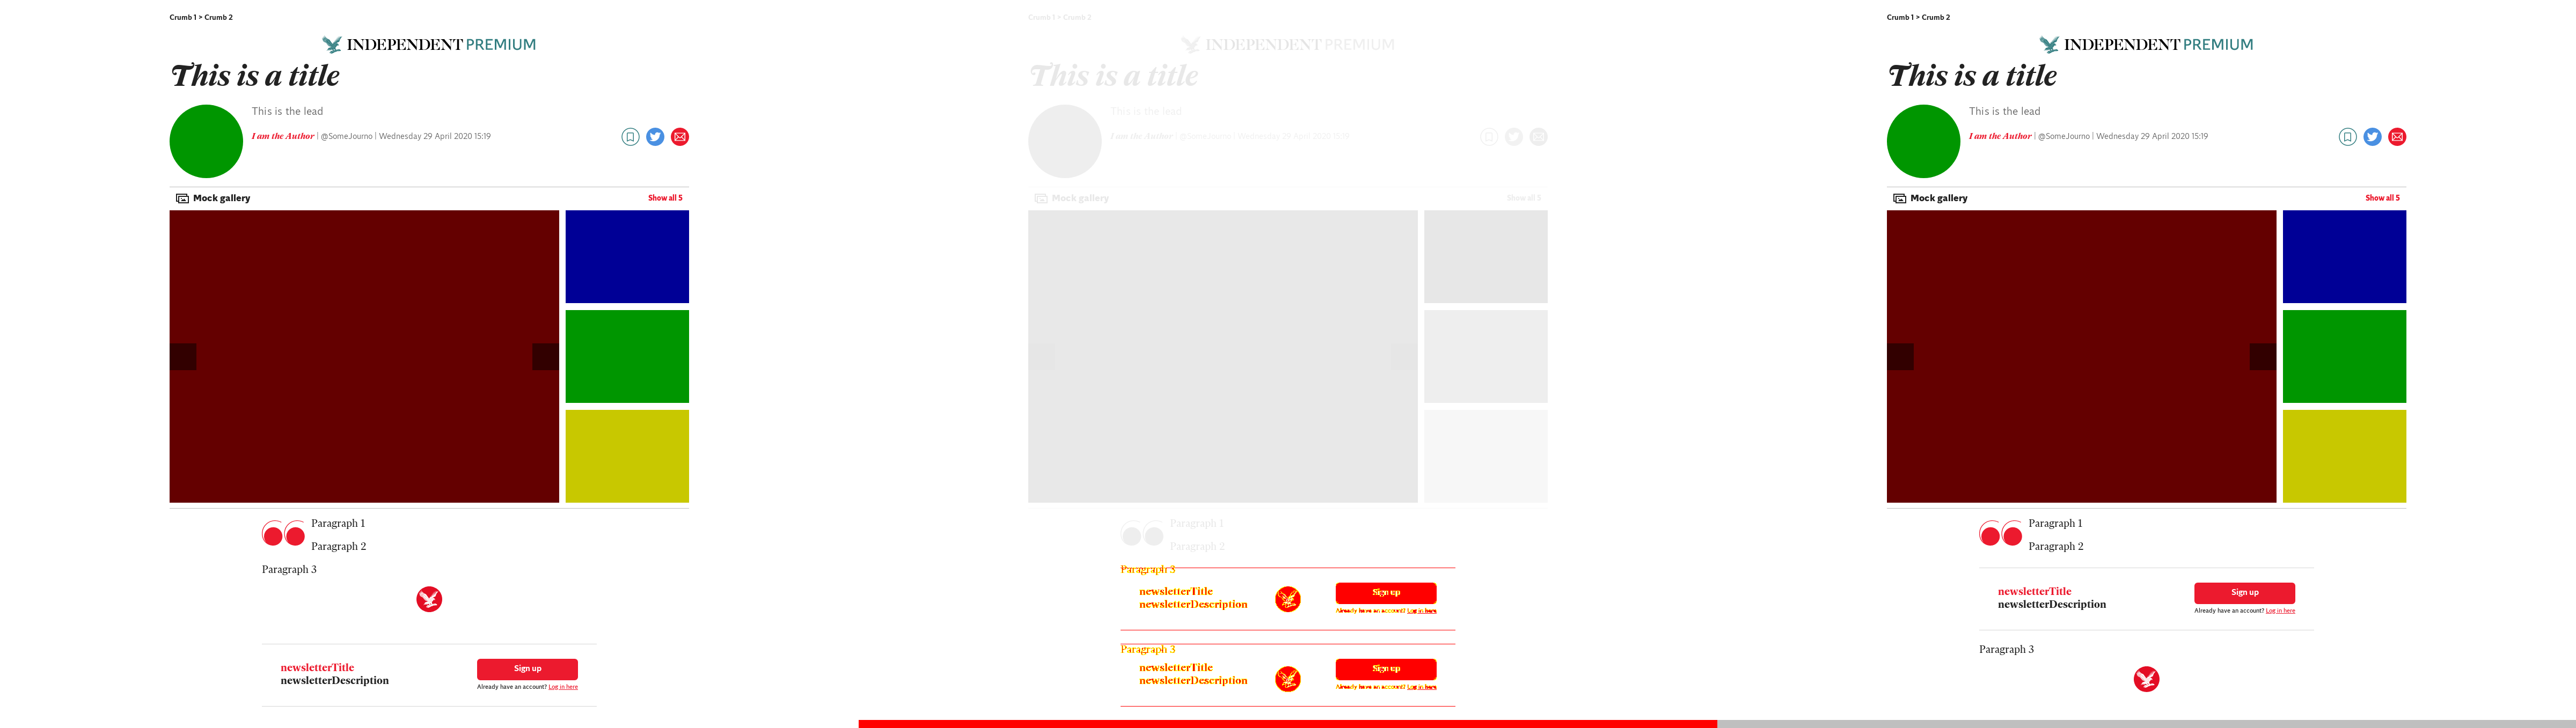 Crumb 1 > Crumb 2
INDEPENDENT PREMIUM
This is a title
This is the lead
I am the Author | @SomeJourno | Wednesday 29 April 2020 15:19
Mock gallery
Show all 5
Paragraph 1
Paragraph 2
Paragraph 3
newsletterTitle
newsletterDescription
Sign up
Already have an account? Log in here
Crumb 1 > Crumb 2
INDEPENDENT PREMIUM
This is a title
This is the lead
I am the Author | @SomeJourno | Wednesday 29 April 2020 15:19
Mock gallery
Show all 5
Paragraph 1
Paragraph 2
Paragraph 3
newsletterTitle
newsletterDescription
Sign up
Already have an account? Log in here
Paragraph 3
newsletterTitle
newsletterDescription
Sign up
Already have an account? Log in here
Crumb 1 > Crumb 2
INDEPENDENT PREMIUM
This is a title
This is the lead
I am the Author | @SomeJourno | Wednesday 29 April 2020 15:19
Mock gallery
Show all 5
Paragraph 1
Paragraph 2
newsletterTitle
newsletterDescription
Sign up
Already have an account? Log in here
Paragraph 3